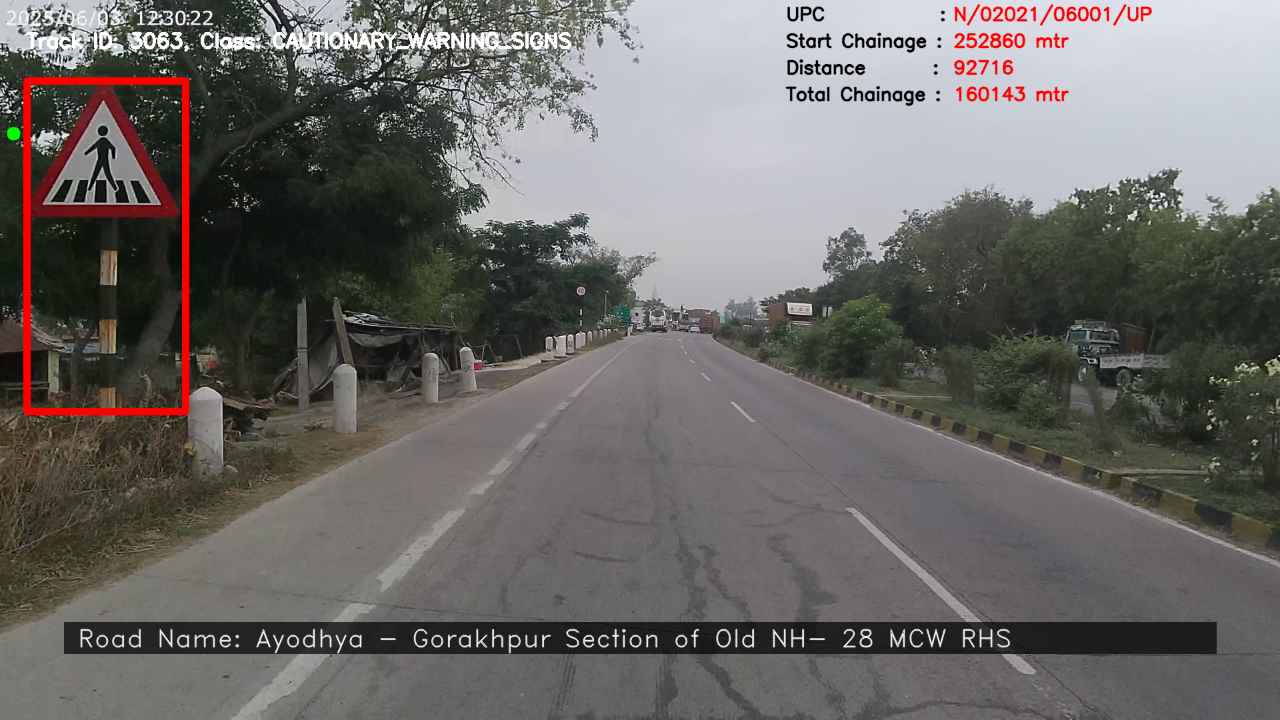 2025/06/03 12:30:22
Track ID: 3063, Class: CAUTIONARY_WARNING_SIGNS
UPC : N/02021/06001/UP
Start Chainage : 252860 mtr
Distance : 92716
Total Chainage : 160143 mtr
Road Name: Ayodhya - Gorakhpur Section of Old NH- 28 MCW RHS